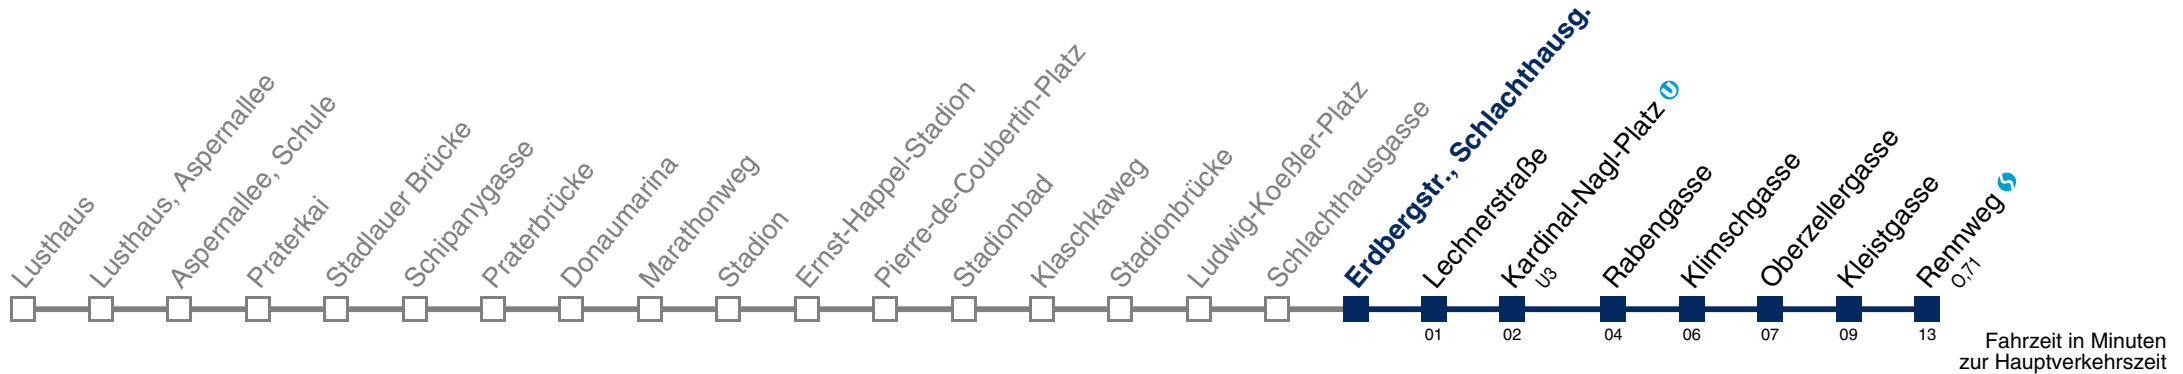 Lusthaus
Lusthaus, Aspernallee
Aspernallee, Schule
Praterkai
Stadlauer Brücke
Schipanygasse
Praterbrücke
Donaumarina
Marathonweg
Stadion
Ernst-Happel-Stadion
Pierre-de-Coubertin-Platz
Stadionbad
Klaschkaweg
Stadionbrücke
Ludwig-Koeßler-Platz
Schlachthausgasse
Erdbergstr., Schlachthausg.
Lechnerstraße
Kardinal-Nagl-Platz U
U3
Rabengasse
Klimschgasse
Oberzellergasse
Kleistgasse
Rennweg S
O,71
01
02
04
06
07
09
13
Fahrzeit in Minuten
zur Hauptverkehrszeit